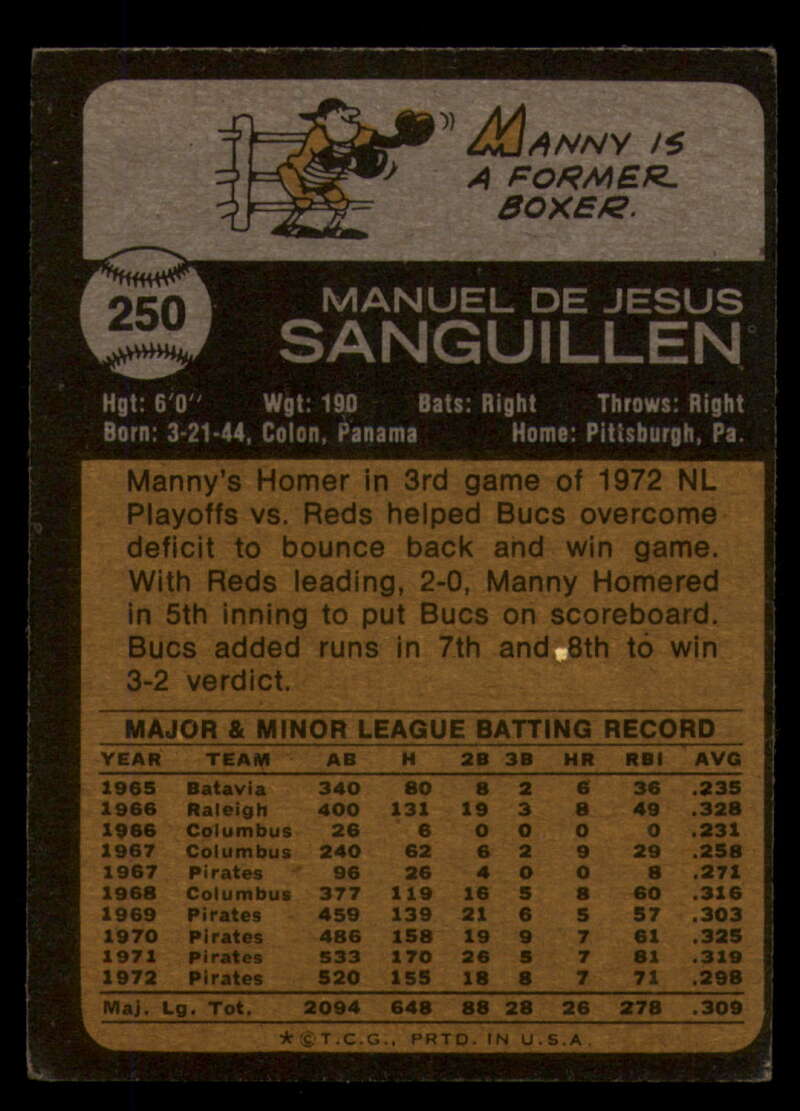 MANNY IS
A FORMER
BOXER.
250
MANUEL DE JESUS
SANGUILLEN
Hgt: 6'0" Wgt: 190 Bats: Right Throws: Right
Born: 3-21-44, Colon, Panama Home: Pittsburgh, Pa.
Manny's Homer in 3rd game of 1972 NL
Playoffs vs. Reds helped Bucs overcome
deficit to bounce back and win game.
With Reds leading, 2-0, Manny Homered
in 5th inning to put Bucs on scoreboard.
Bucs added runs in 7th and 8th to win
3-2 verdict.
MAJOR & MINOR LEAGUE BATTING RECORD
YEAR TEAM AB H 2B 3B HR RBI AVG
1965 Batavia 340 80 8 2 6 36 .235
1966 Raleigh 400 131 19 3 8 49 .328
1966 Columbus 26 6 0 0 0 0 .231
1967 Columbus 240 62 6 2 9 29 .258
1967 Pirates 96 26 4 0 0 8 .271
1968 Columbus 377 119 16 5 8 60 .316
1969 Pirates 459 139 21 6 5 57 .303
1970 Pirates 486 158 19 9 7 61 .325
1971 Pirates 533 170 26 5 7 81 .319
1972 Pirates 520 155 18 8 7 71 .298
Maj. Lg. Tot. 2094 648 88 28 26 278 .309
*©T.C.G., PRTD. IN U.S.A.